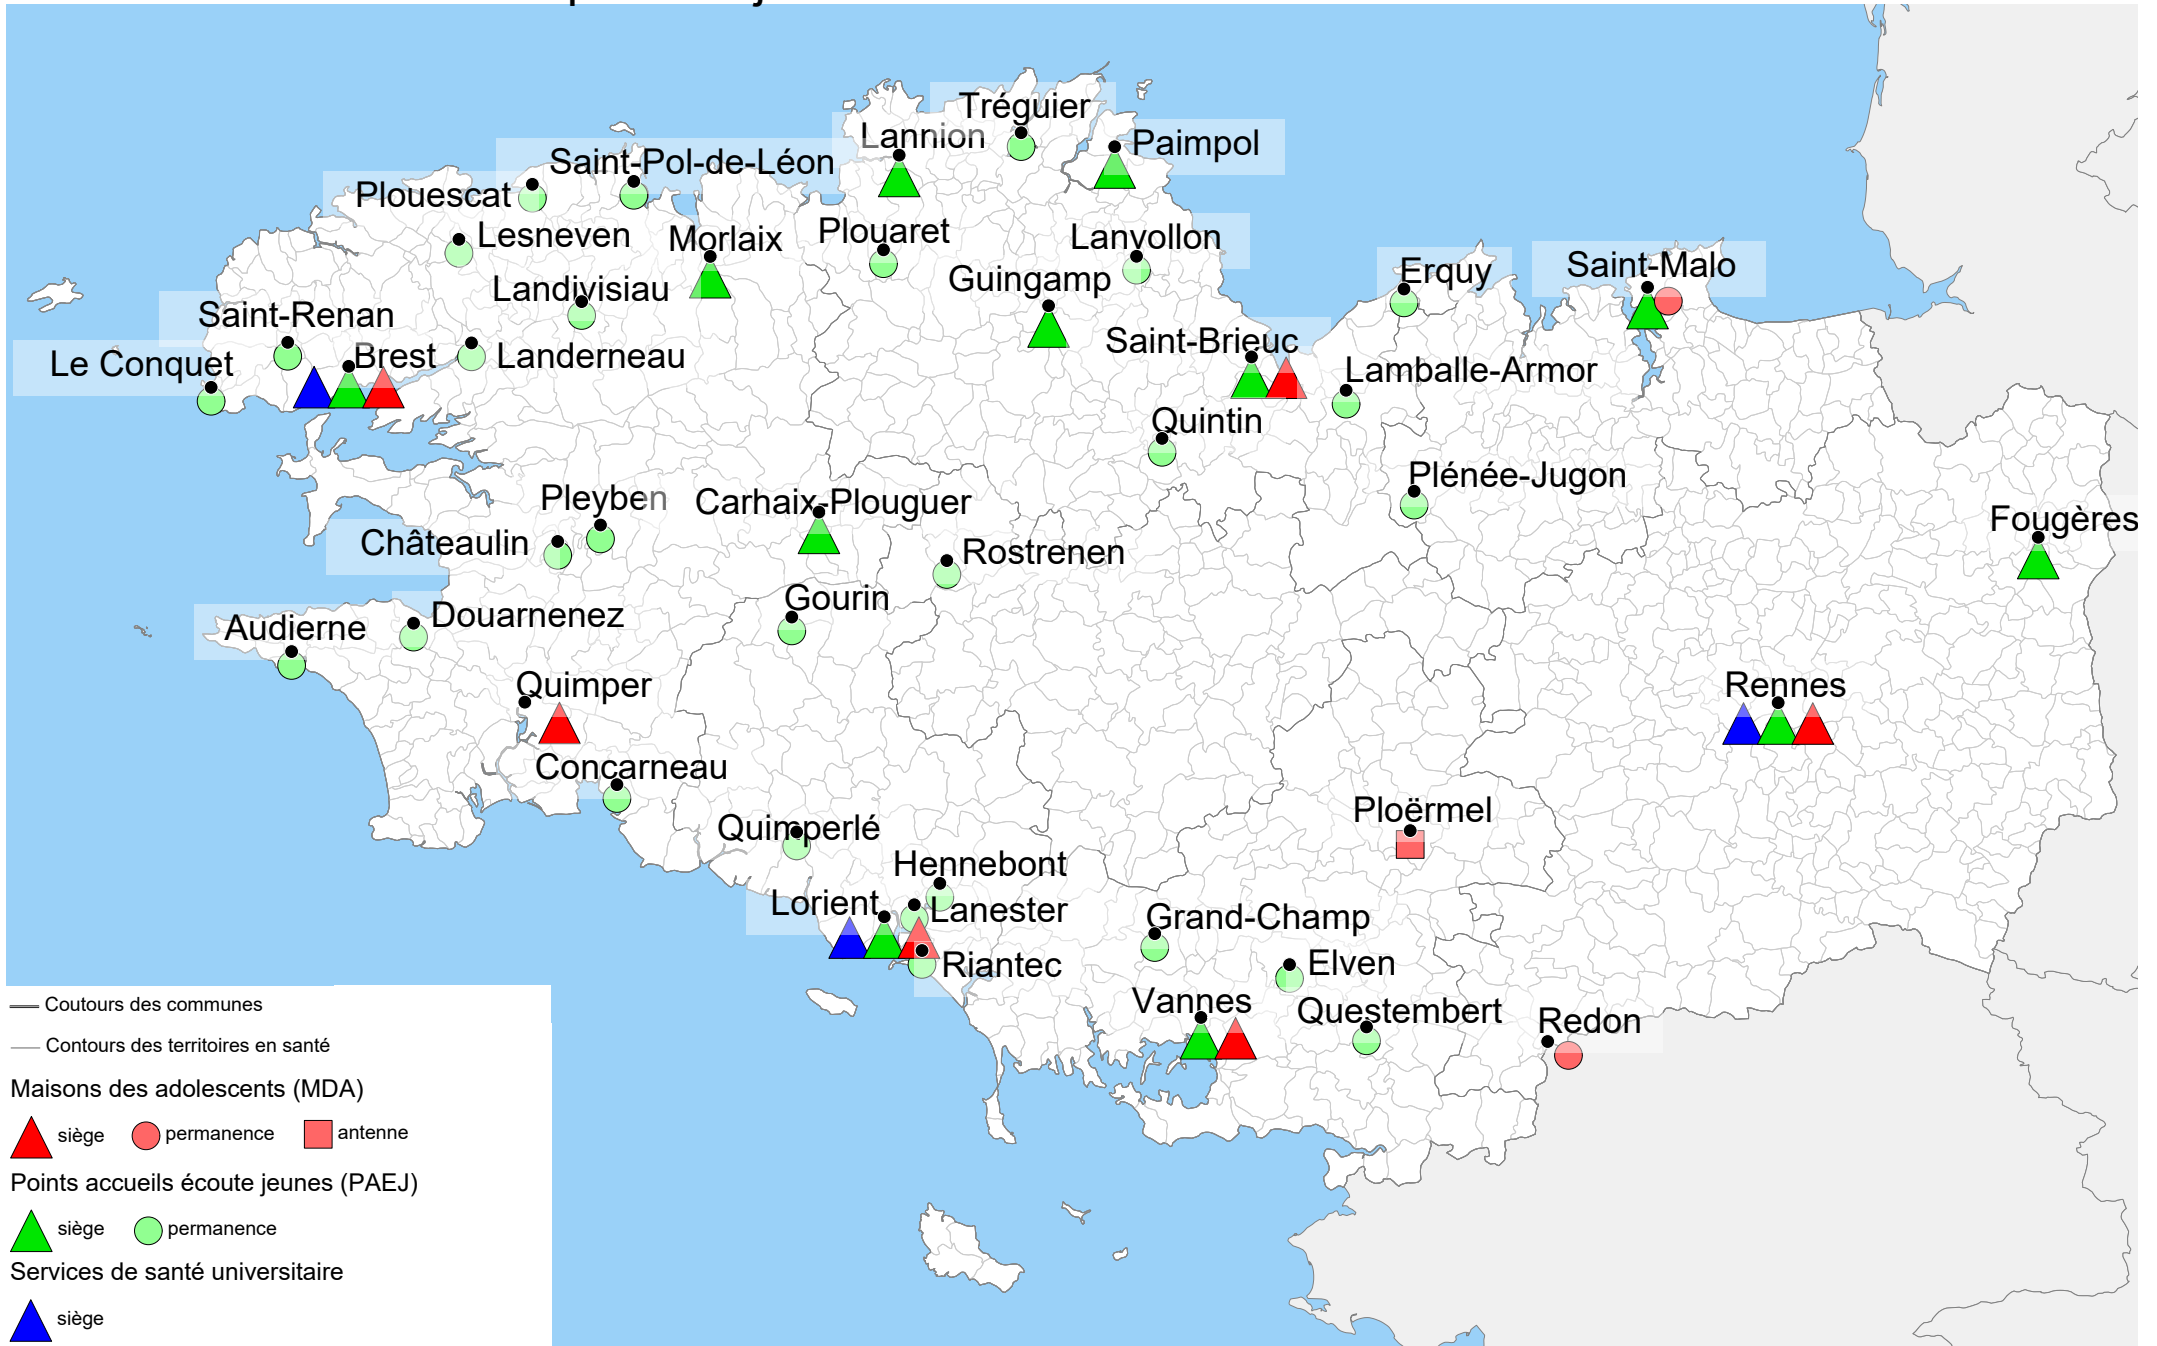 Tréguier
Lannion
Paimpol
Saint-Pol-de-Léon
Plouescat
Lesneven
Morlaix
Plouaret
Lanvollon
Guingamp
Erquy
Saint-Malo
Landivisiau
Saint-Renan
Brest
Landerneau
Le Conquet
Saint-Brieuc
Lamballe-Armor
Quintin
Plénée-Jugon
Pleyben
Carhaix-Plouguer
Fougères
Châteaulin
Rostrenen
Gourin
Douarnenez
Audierne
Quimper
Rennes
Concarneau
Ploërmel
Quimperlé
Hennebont
Lorient
Lanester
Grand-Champ
Riantec
Elven
Vannes
Questembert
Redon
Coutours des communes
Contours des territoires en santé
Maisons des adolescents (MDA)
siège permanence antenne
Points accueils écoute jeunes (PAEJ)
siège permanence
Services de santé universitaire
siège